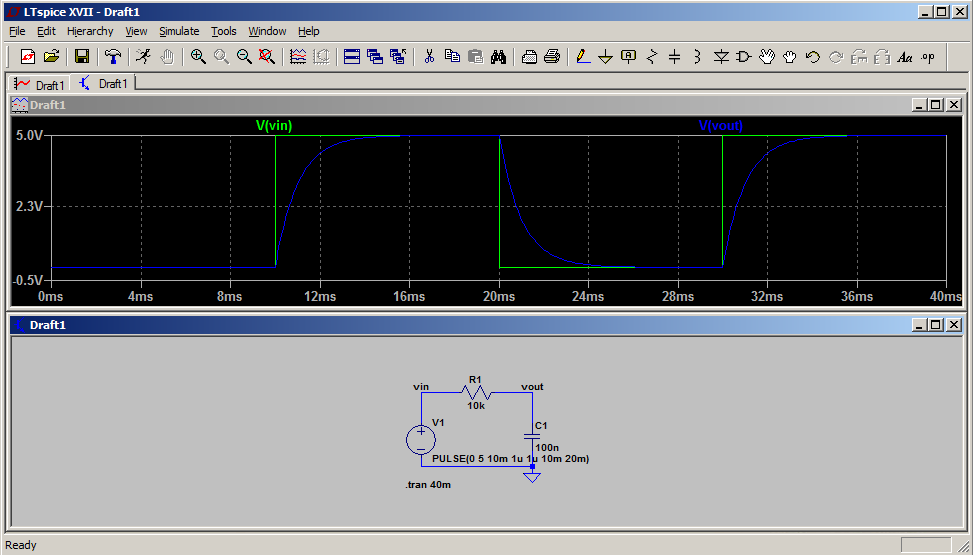 LTspice XVII - Draft1
File Edit Hierarchy View Simulate Tools Window Help
Aa .op
Draft1 Draft1
Draft1
V(vin) V(vout)
5.0V
2.3V
-0.5V
0ms 4ms 8ms 12ms 16ms 20ms 24ms 28ms 32ms 36ms 40ms
Draft1
R1
vin vout
10k
V1
C1
100n
PULSE(0 5 10m 1u 1u 10m 20m)
.tran 40m
Ready